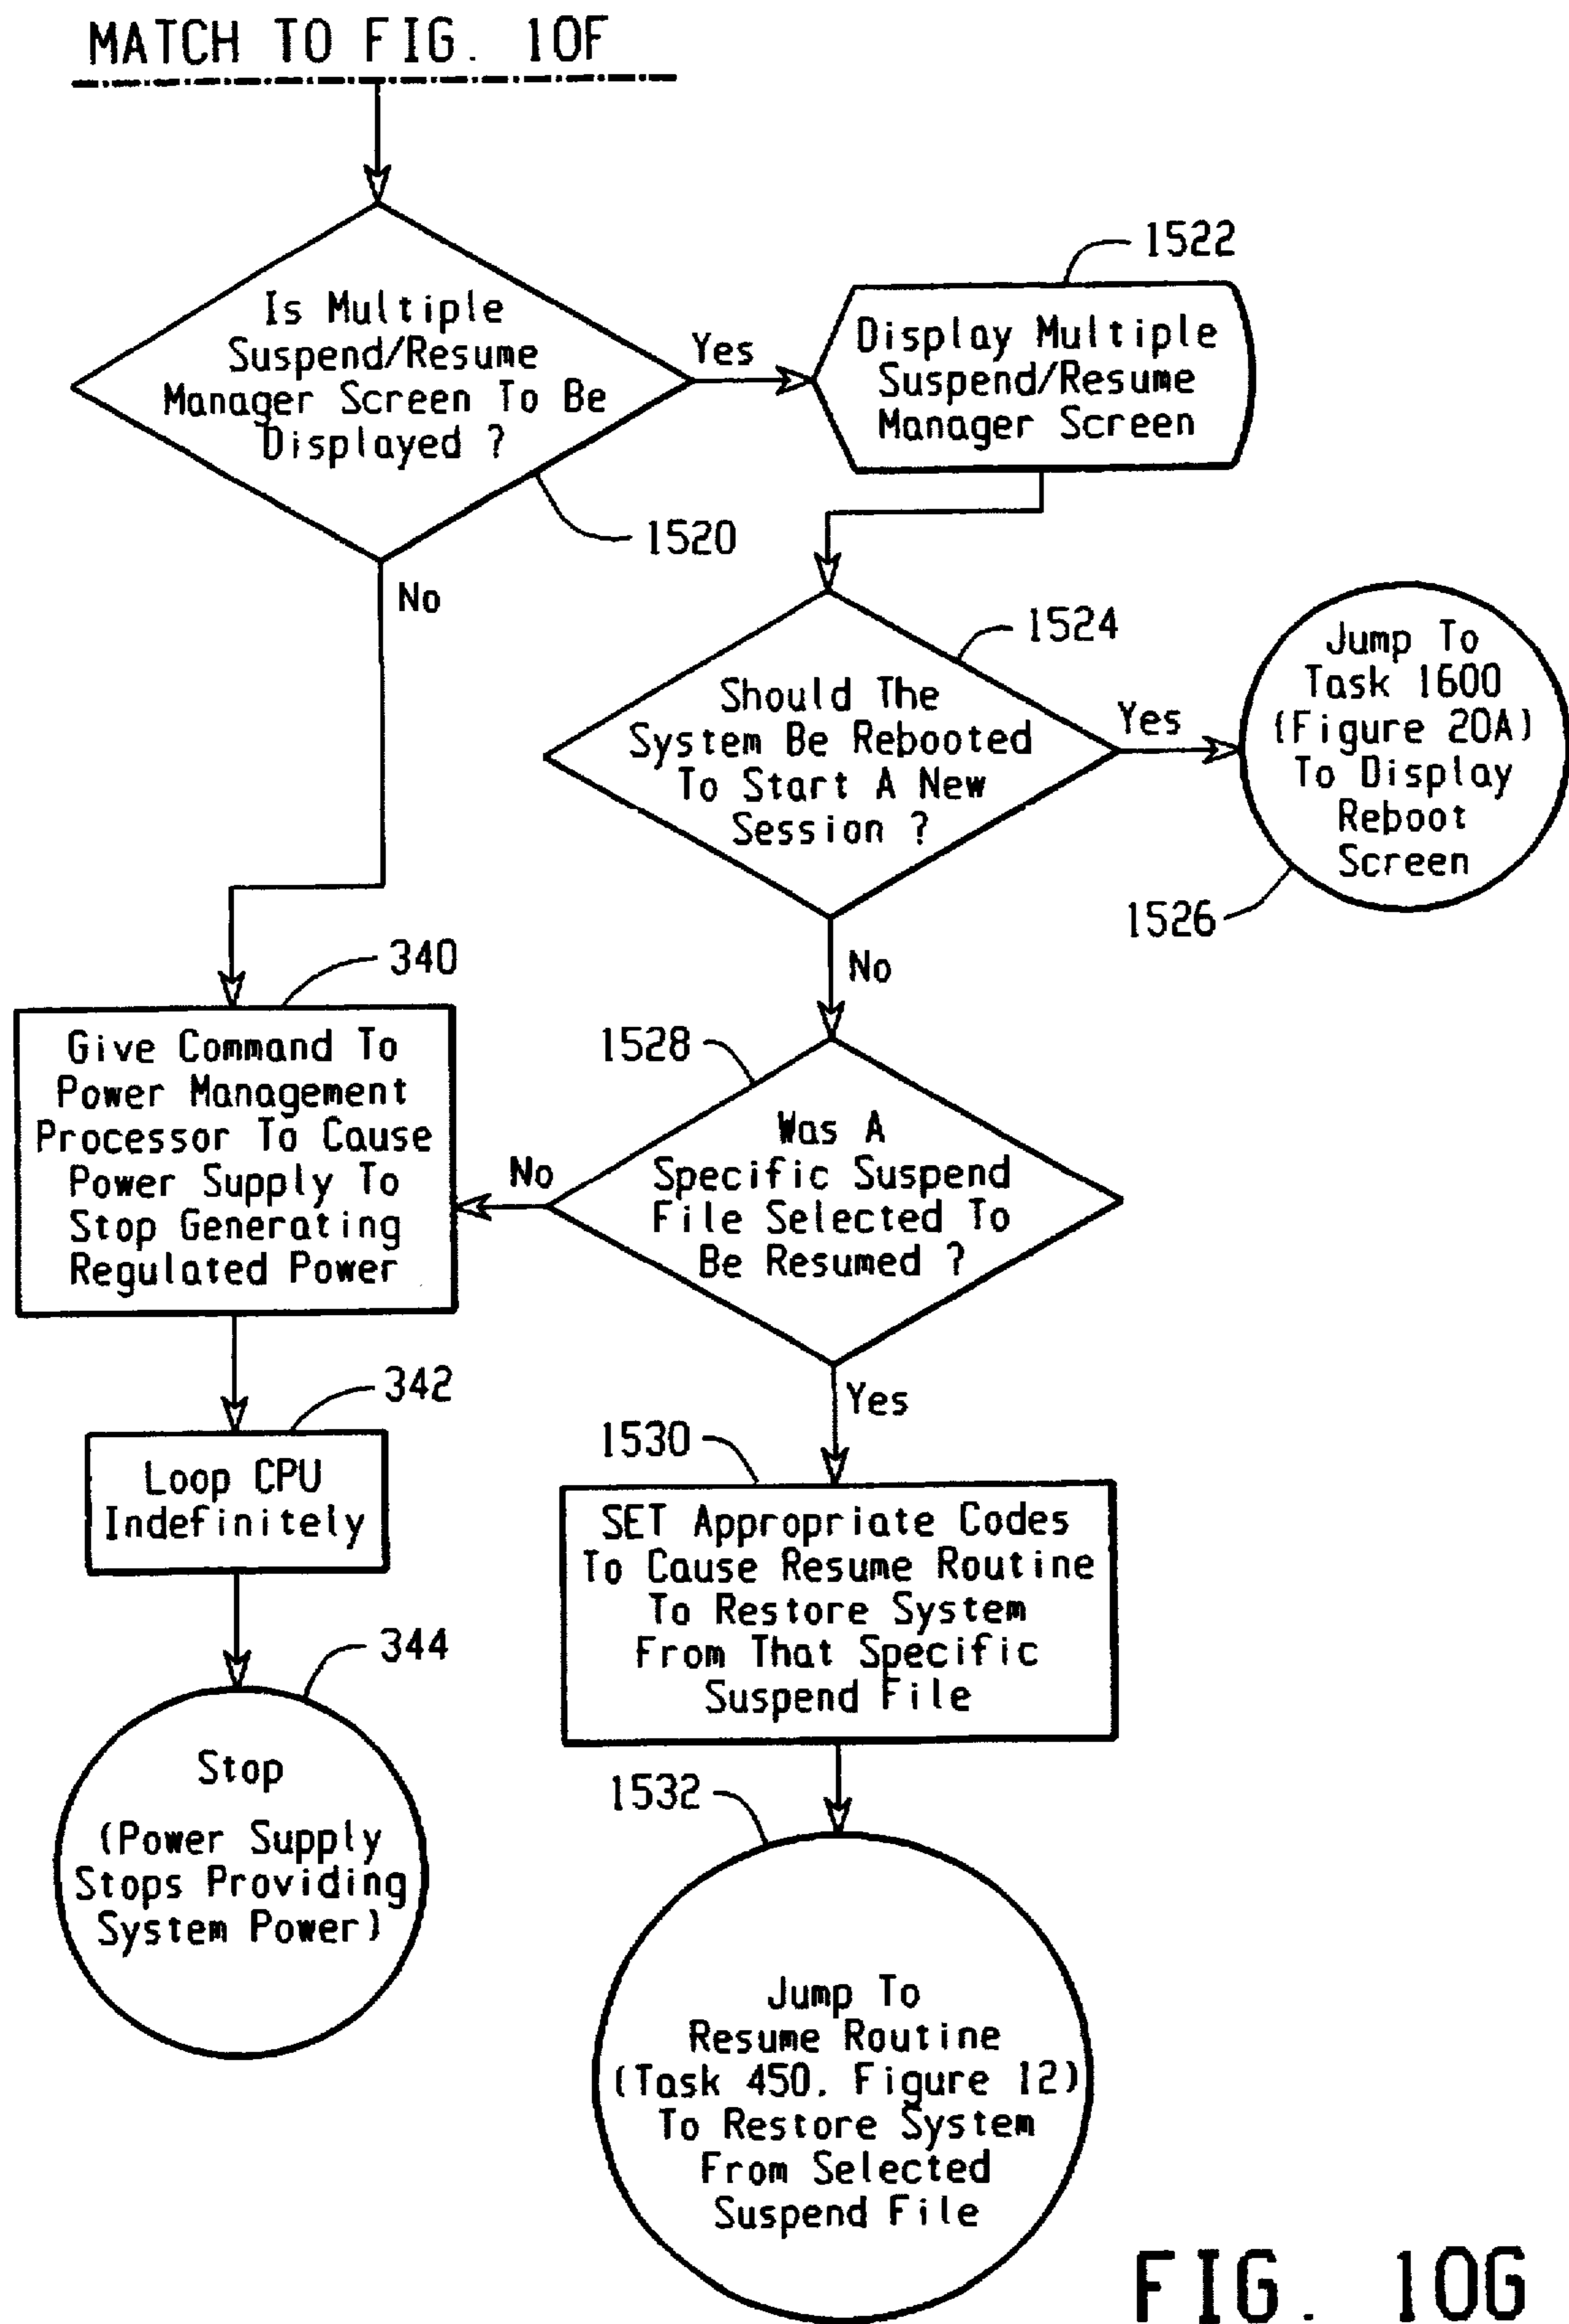 MATCH TO FIG. 10F
Is Multiple
Suspend/Resume
Manager Screen To Be
Displayed ?
1520
Yes
No
1522
Display Multiple
Suspend/Resume
Manager Screen
1524
Should The
System Be Rebooted
To Start A New
Session ?
Yes
No
Jump To
Task 1600
(Figure 20A)
To Display
Reboot
Screen
1526
340
Give Command To
Power Management
Processor To Cause
Power Supply To
Stop Generating
Regulated Power
1528
Was A
Specific Suspend
File Selected To
Be Resumed ?
No
Yes
342
Loop CPU
Indefinitely
344
Stop
(Power Supply
Stops Providing
System Power)
1530
SET Appropriate Codes
To Cause Resume Routine
To Restore System
From That Specific
Suspend File
1532
Jump To
Resume Routine
(Task 450, Figure 12)
To Restore System
From Selected
Suspend File
FIG. 10G